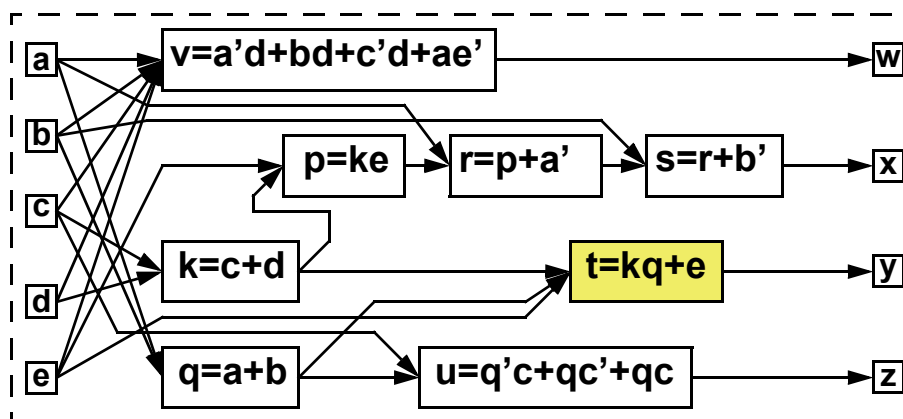 a
v=a’d+bd+c’d+ae’
w
b
p=ke
r=p+a’
s=r+b’
x
c
k=c+d
t=kq+e
y
d
e
q=a+b
u=q’c+qc’+qc
z